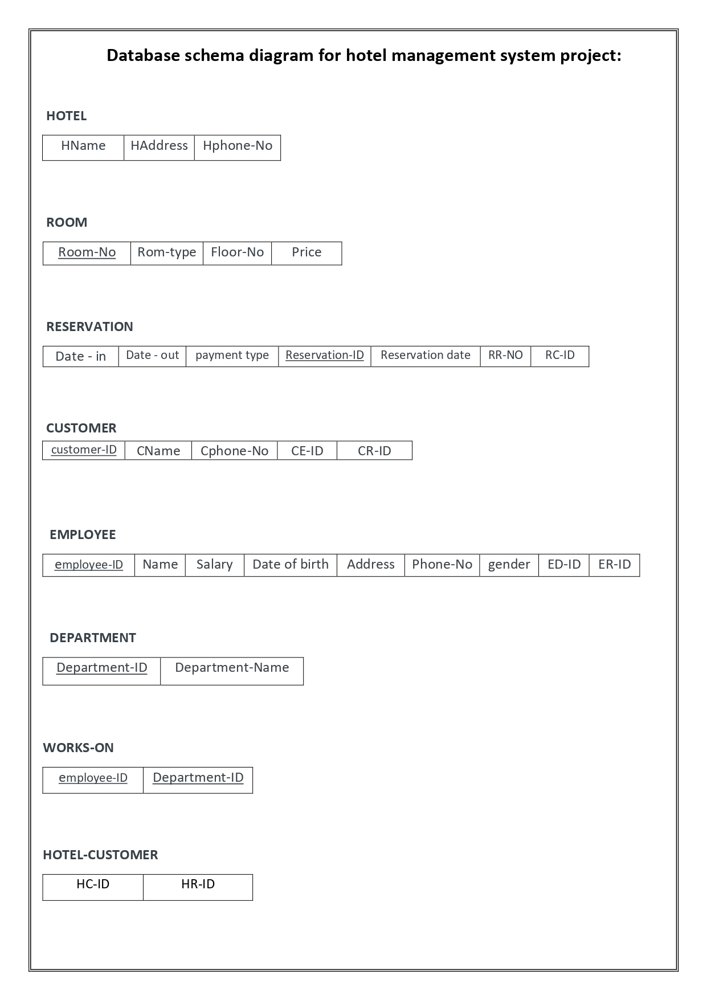 Database schema diagram for hotel management system project:
HOTEL
HName HAddress Hphone-No
ROOM
Room-No Rom-type Floor-No Price
RESERVATION
Date - in Date - out payment type Reservation-ID Reservation date RR-NO RC-ID
CUSTOMER
customer-ID CName Cphone-No CE-ID CR-ID
EMPLOYEE
employee-ID Name Salary Date of birth Address Phone-No gender ED-ID ER-ID
DEPARTMENT
Department-ID Department-Name
WORKS-ON
employee-ID Department-ID
HOTEL-CUSTOMER
HC-ID HR-ID